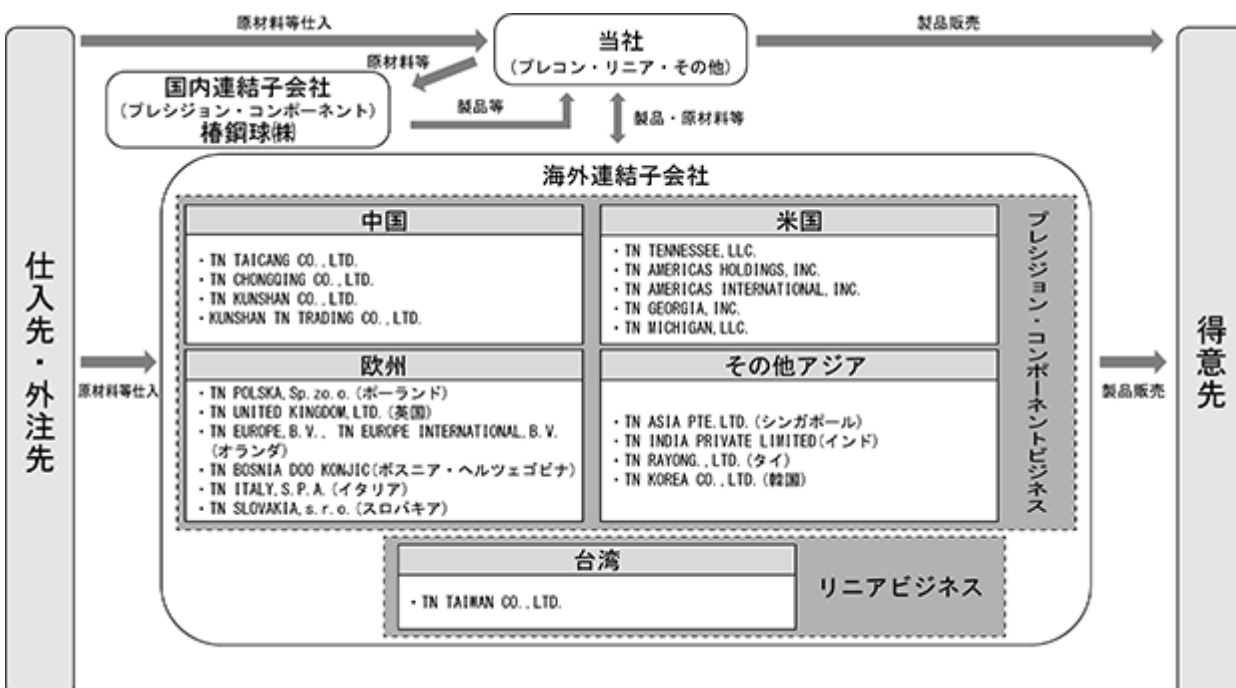 原材料等仕入
製品販売
当社
(プレコン・リニア・その他)
原材料等
国内連結子会社
(プレシジョン・コンポーネント)
椿鋼球㈱
製品等
製品・原材料等
仕入先・外注先
原材料等仕入
海外連結子会社
中国
・TN TAICANG CO.,LTD.
・TN CHONGQING CO.,LTD.
・TN KUNSHAN CO.,LTD.
・KUNSHAN TN TRADING CO.,LTD.
米国
・TN TENNESSEE,LLC.
・TN AMERICAS HOLDINGS,INC.
・TN AMERICAS INTERNATIONAL,INC.
・TN GEORGIA,INC.
・TN MICHIGAN,LLC.
欧州
・TN POLSKA,Sp.zo.o.(ポーランド)
・TN UNITED KINGDOM,LTD.(英国)
・TN EUROPE,B.V., TN EUROPE INTERNATIONAL,B.V.
(オランダ)
・TN BOSNIA DOO KONJIC(ボスニア・ヘルツェゴビナ)
・TN ITALY,S.P.A.(イタリア)
・TN SLOVAKIA,s.r.o.(スロバキア)
その他アジア
・TN ASIA PTE.LTD.(シンガポール)
・TN INDIA PRIVATE LIMITED(インド)
・TN RAYONG.,LTD.(タイ)
・TN KOREA CO.,LTD.(韓国)
プレシジョン・コンポーネントビジネス
台湾
・TN TAIWAN CO.,LTD.
リニアビジネス
製品販売
得意先